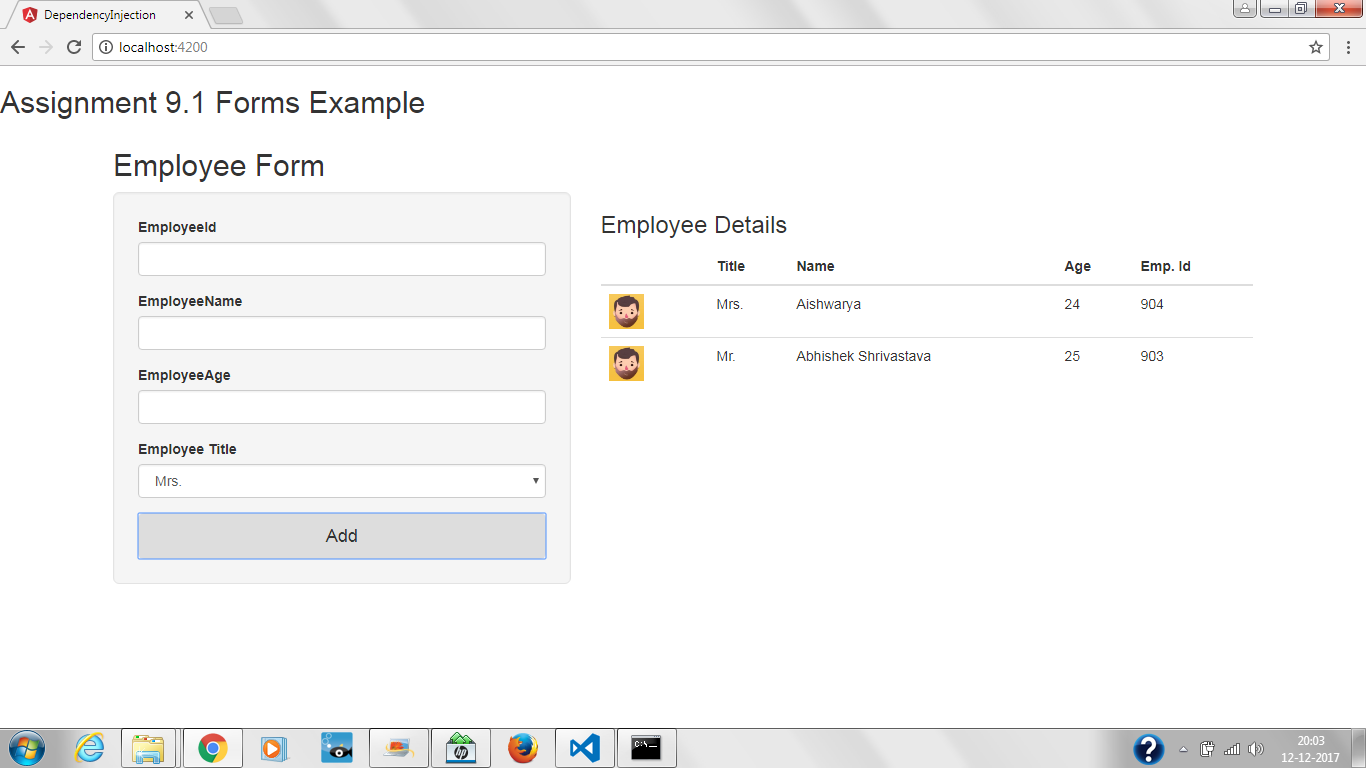 DependencyInjection
localhost:4200
Assignment 9.1 Forms Example
Employee Form
EmployeeId
EmployeeName
EmployeeAge
Employee Title
Mrs.
Add
Employee Details
Title Name Age Emp. Id
Mrs. Aishwarya 24 904
Mr. Abhishek Shrivastava 25 903
hp
C:\_
?
20:03
12-12-2017